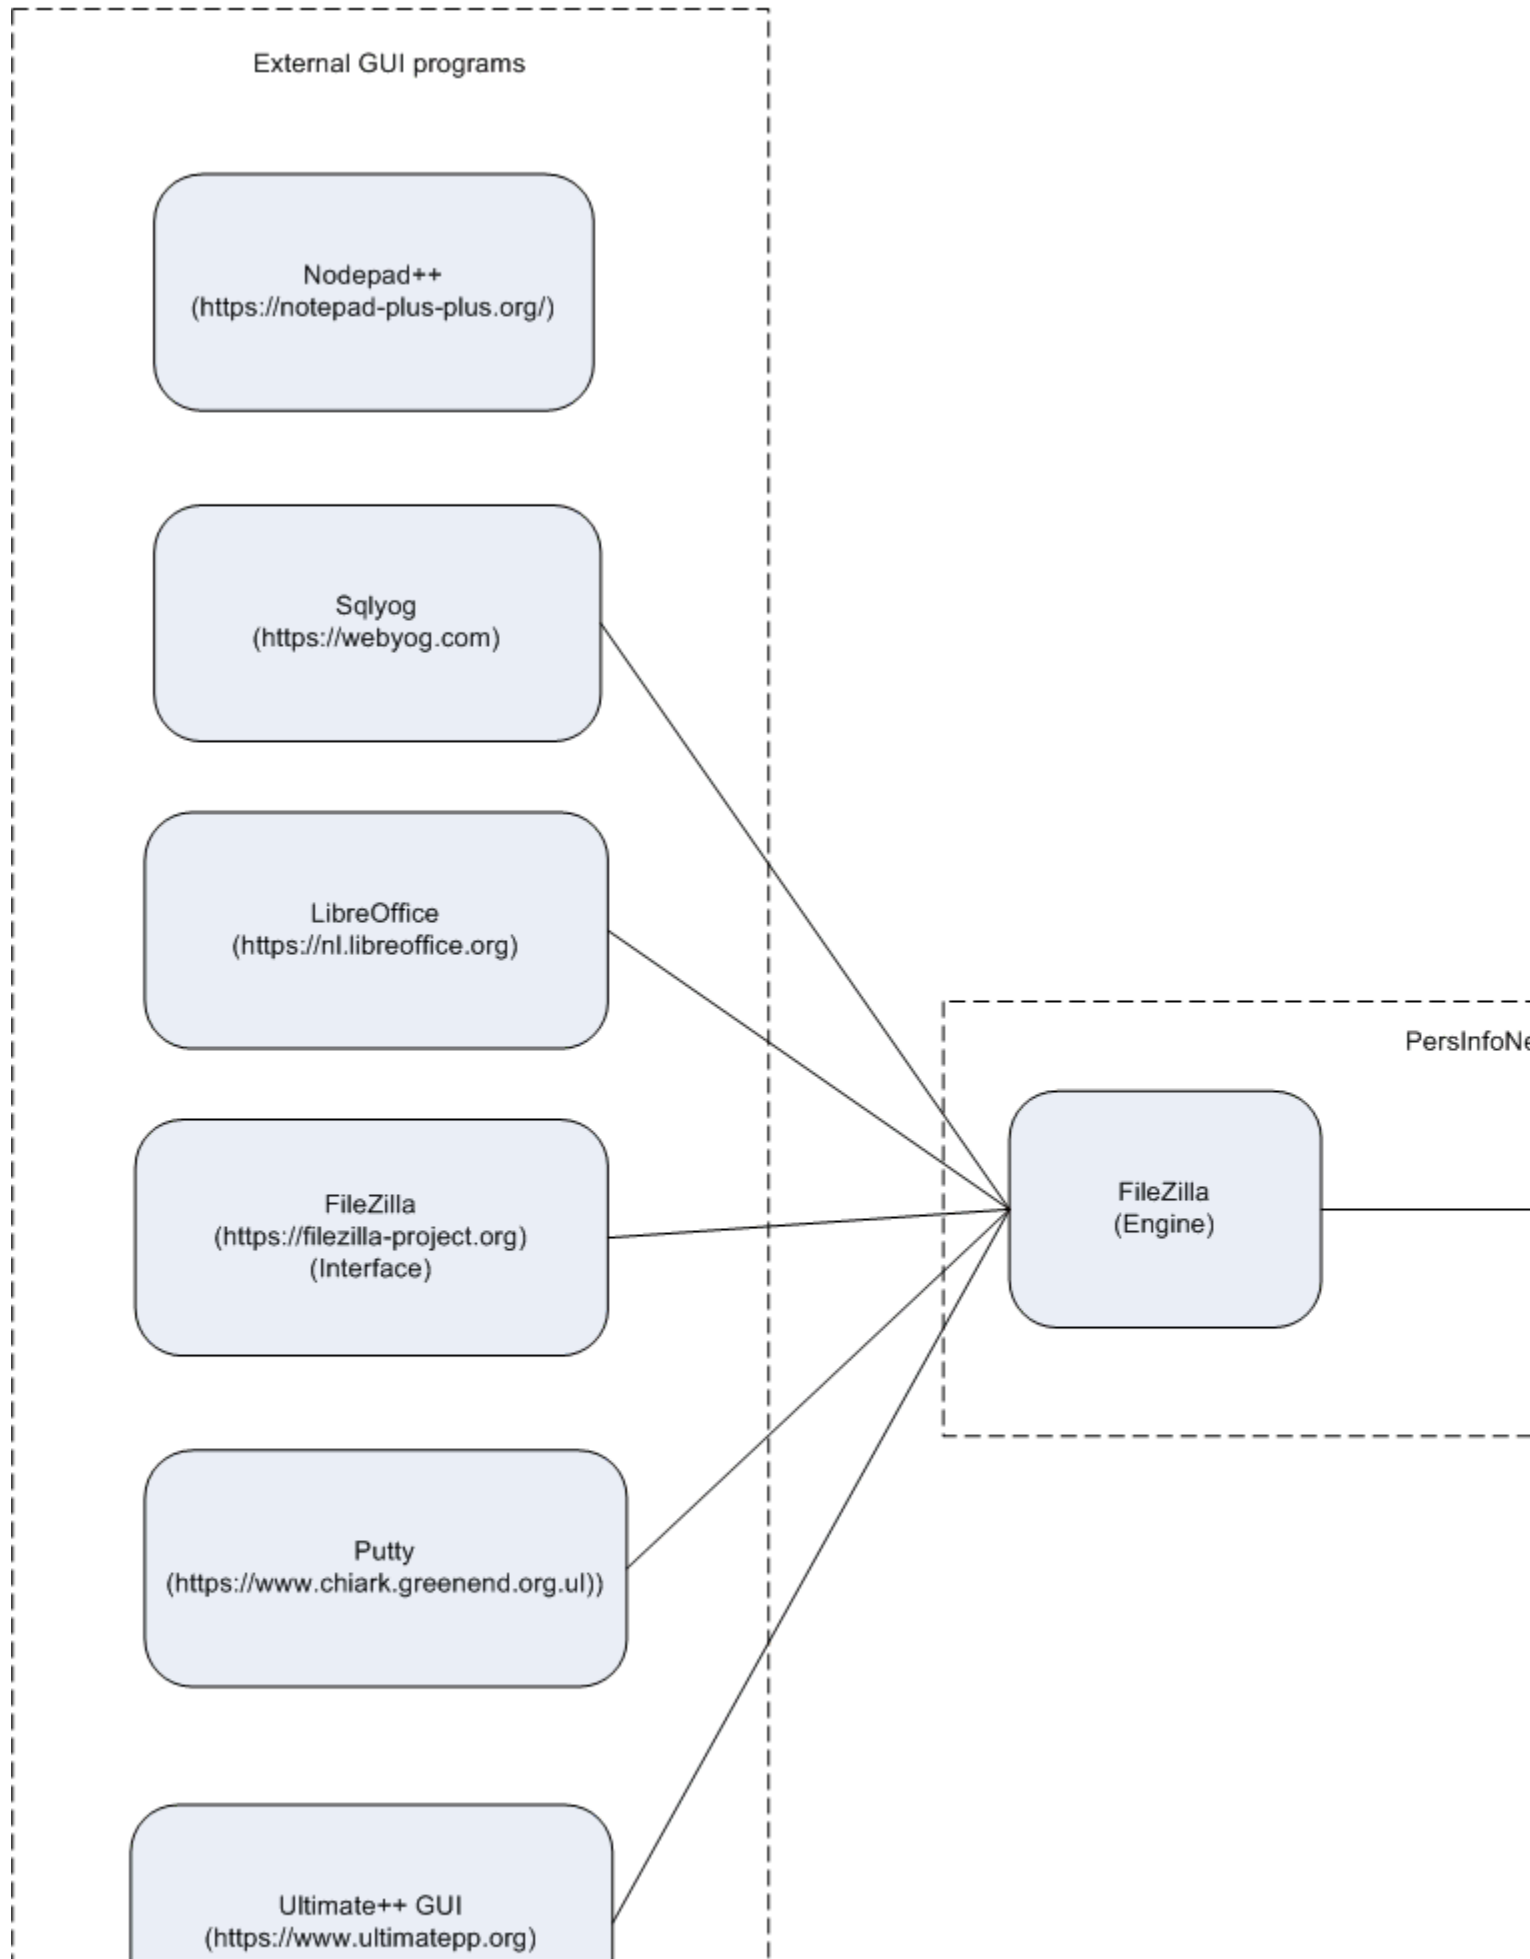 External GUI programs
Nodepad++
(https://notepad-plus-plus.org/)
Sqlyog
(https://webyog.com)
LibreOffice
(https://nl.libreoffice.org)
PersInfoNe
FileZilla
(Engine)
FileZilla
(https://filezilla-project.org)
(Interface)
Putty
(https://www.chiark.greenend.org.ul))
Ultimate++ GUI
(https://www.ultimatepp.org)